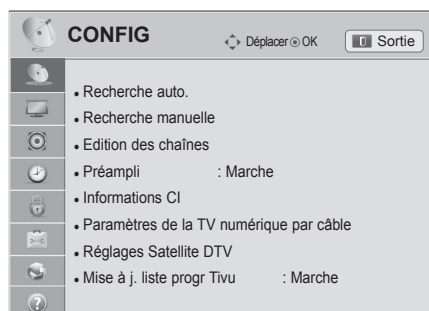 CONFIG Déplacer OK Sortie
Recherche auto.
Recherche manuelle
Edition des chaînes
Préampli : Marche
Informations CI
Paramètres de la TV numérique par câble
Réglages Satellite DTV
Mise à j. liste progr Tivu : Marche
?